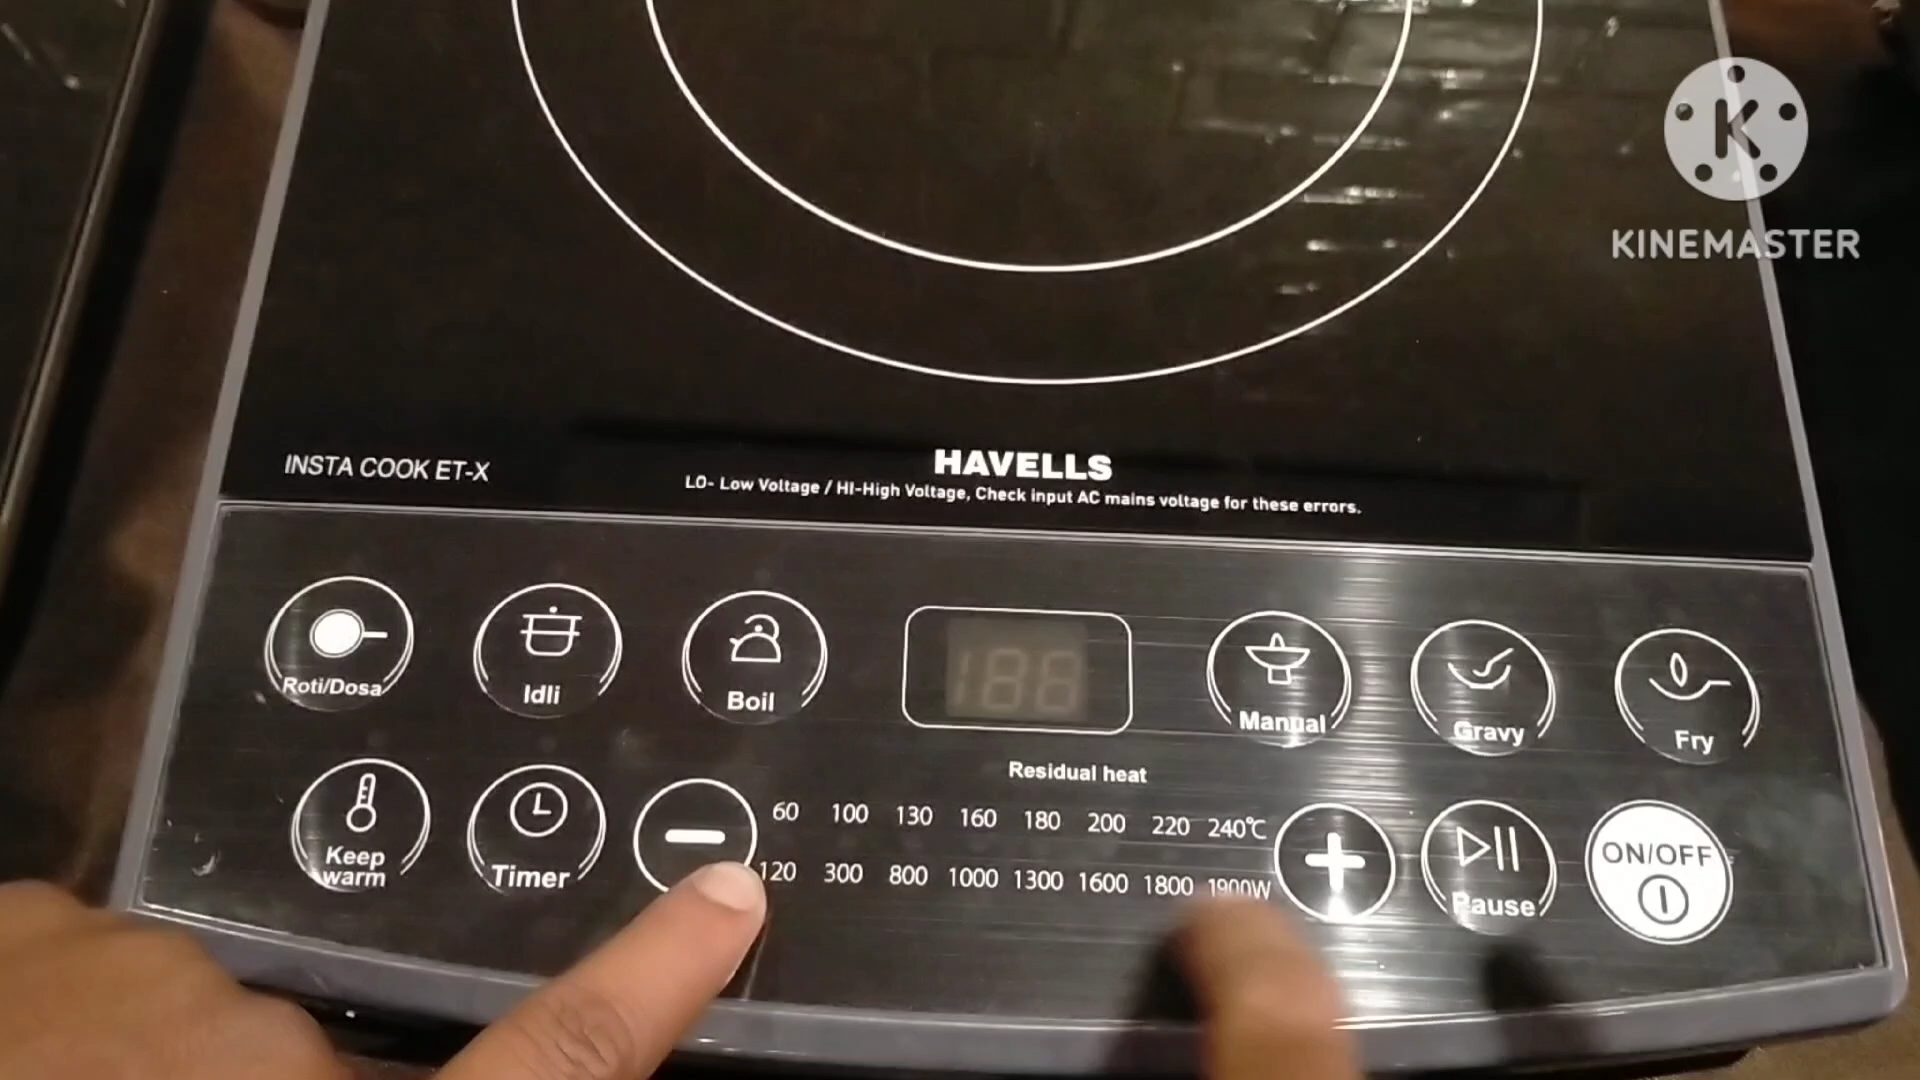 KINEMASTER
INSTA COOK ET-X
HAVELLS
LO- Low Voltage / HI-High Voltage, Check input AC mains voltage for these errors.
Roti/Dosa
Idli
Boil
188
Manual
Gravy
Fry
Residual heat
Keep
warm
Timer
60 100 130 160 180 200 220 240℃
120 300 800 1000 1300 1600 1800 1900W
Pause
ON/OFF